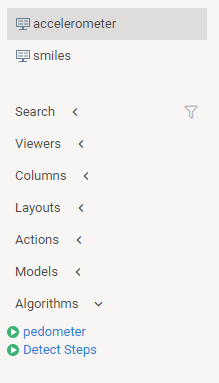 accelerometer
smiles
Search
Viewers
Columns
Layouts
Actions
Models
Algorithms
pedometer
Detect Steps